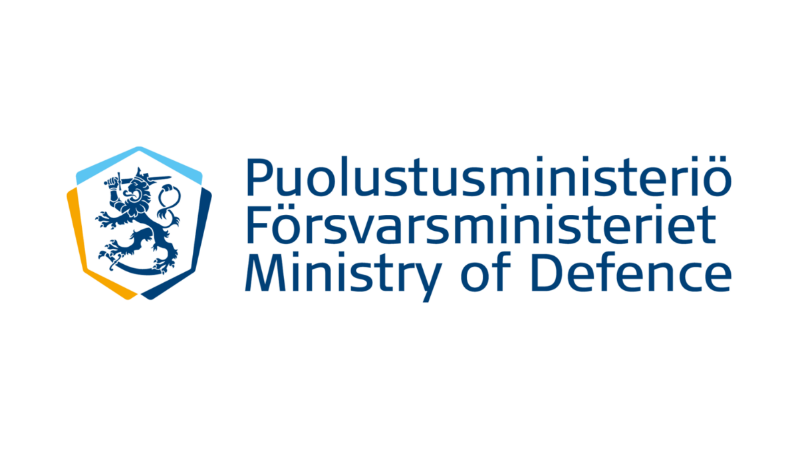 Puolustusministeriö
Försvarsministeriet
Ministry of Defence